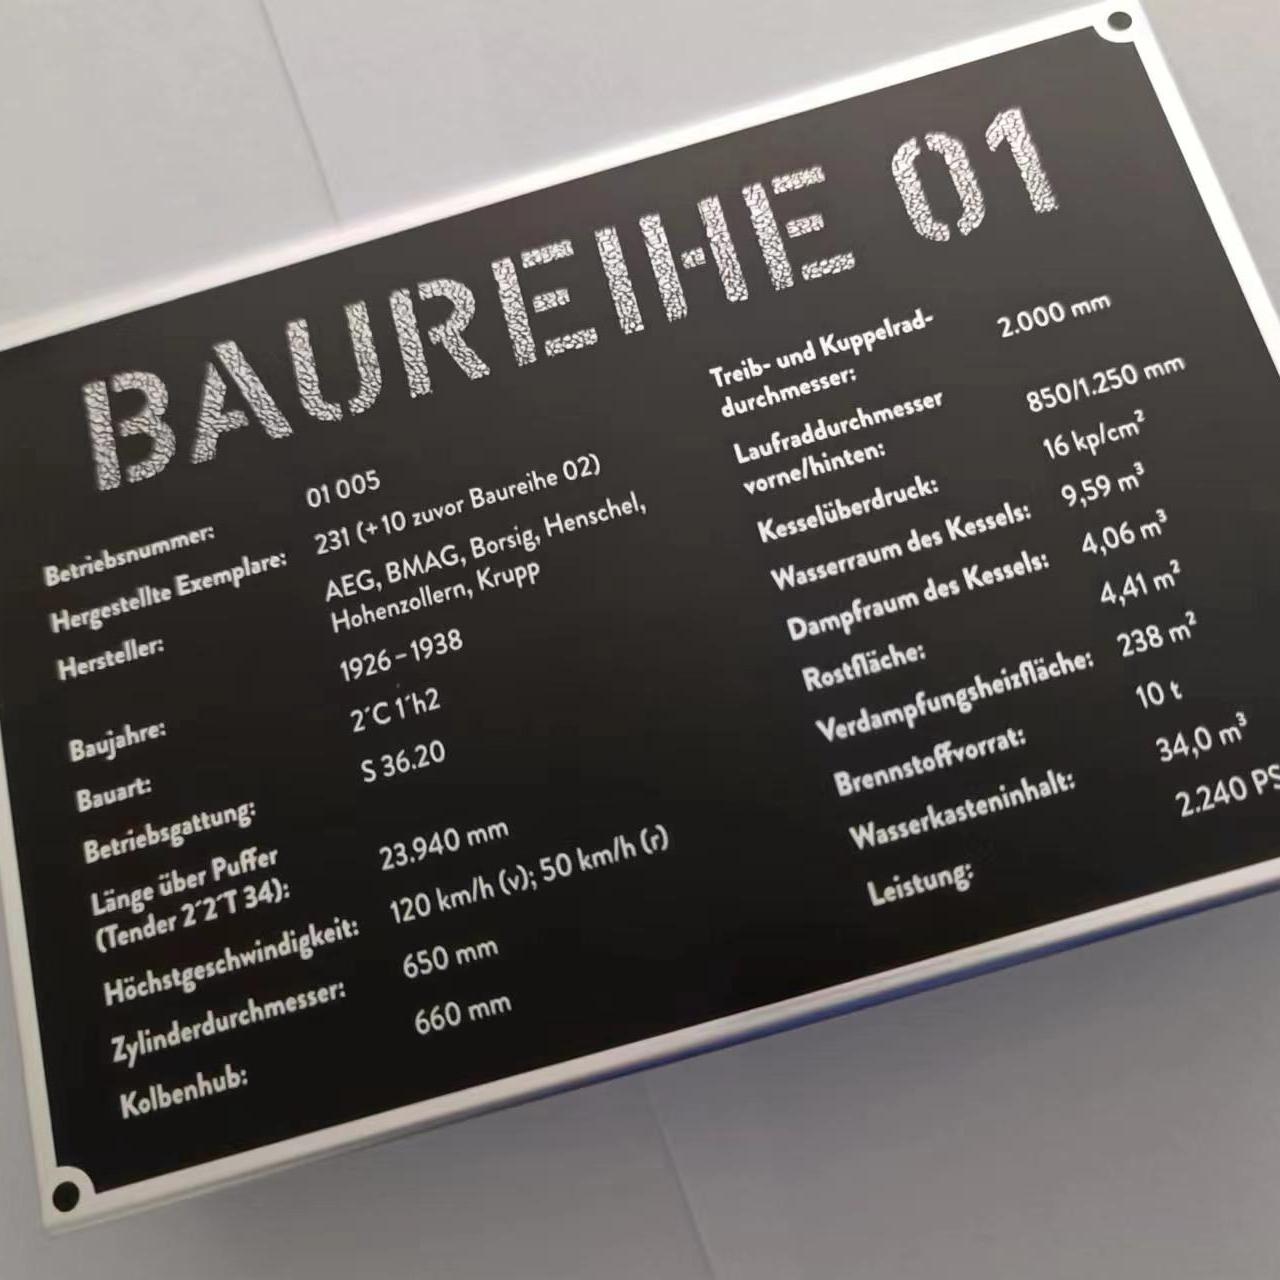 BAUREIHE 01
Betriebsnummer: 01 005
Hergestellte Exemplare: 231 (+ 10 zuvor Baureihe 02)
Hersteller: AEG, BMAG, Borsig, Henschel,
Hohenzollern, Krupp
Baujahre: 1926 – 1938
Bauart: 2´C 1´h2
Betriebsgattung: S 36.20
Länge über Puffer
(Tender 2´2´T 34): 23.940 mm
Höchstgeschwindigkeit: 120 km/h (v); 50 km/h (r)
Zylinderdurchmesser: 650 mm
Kolbenhub: 660 mm
Treib- und Kuppelrad- 2.000 mm
durchmesser:
Laufraddurchmesser
vorne/hinten: 850/1.250 mm
Kesselüberdruck: 16 kp/cm²
Wasserraum des Kessels: 9,59 m³
Dampfraum des Kessels: 4,06 m³
Rostfläche: 4,41 m²
Verdampfungsheizfläche: 238 m²
Brennstoffvorrat: 10 t
Wasserkasteninhalt: 34,0 m³
Leistung: 2.240 PS